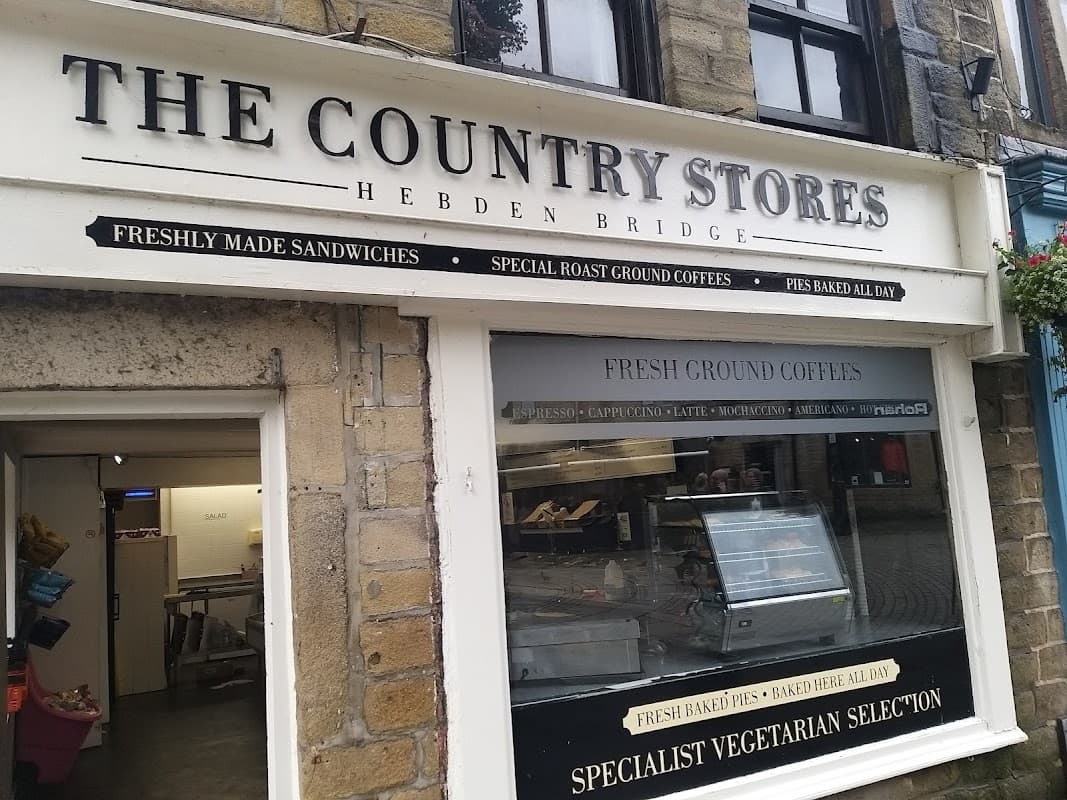 THE COUNTRY STORES
HEBDEN BRIDGE
FRESHLY MADE SANDWICHES • SPECIAL ROAST GROUND COFFEES • PIES BAKED ALL DAY
FRESH GROUND COFFEES
ESPRESSO • CAPPUCCINO • LATTE • MOCHACCINO • AMERICANO •
SALAD
FRESH BAKED PIES • BAKED HERE ALL DAY
SPECIALIST VEGETARIAN SELECTION